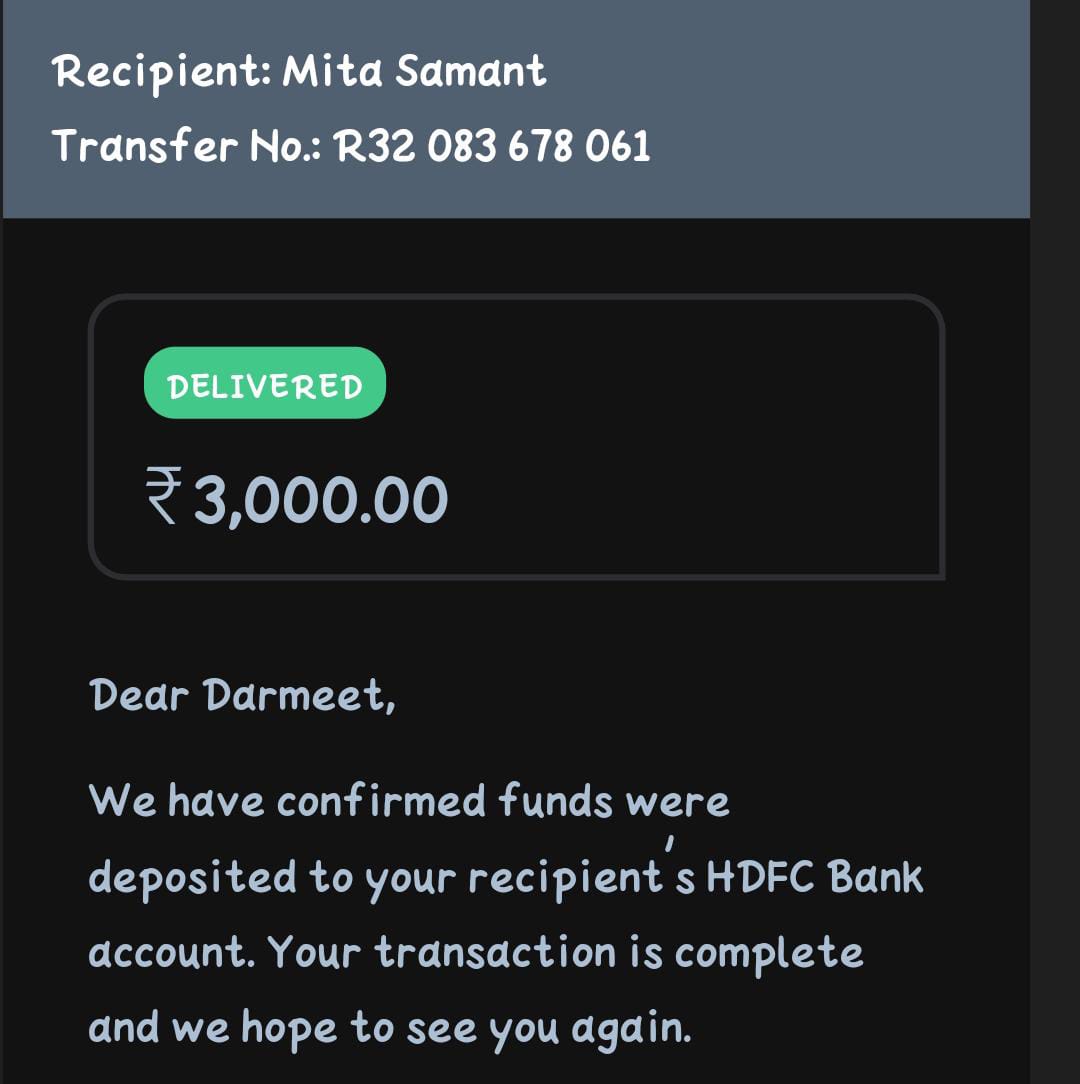 Recipient: Mita Samant
Transfer No.: R32 083 678 061
DELIVERED
₹3,000.00
Dear Darmeet,
We have confirmed funds were
deposited to your recipient's HDFC Bank
account. Your transaction is complete
and we hope to see you again.